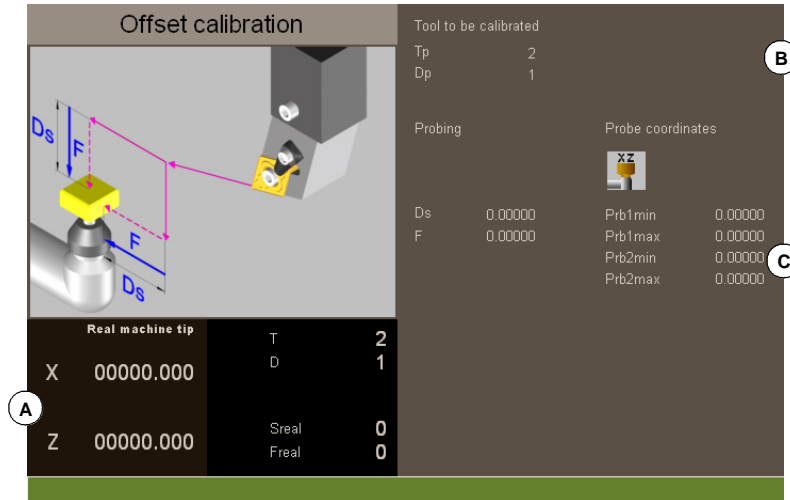 Offset calibration
Ds
F
F
Ds
Real machine tip
X 00000.000
Z 00000.000
A
T 2
D 1
Sreal 0
Freal 0
Tool to be calibrated
Tp 2
Dp 1
B
Probing
Ds 0.00000
F 0.00000
Probe coordinates
XZ
Prb1min 0.00000
Prb1max 0.00000
Prb2min 0.00000
Prb2max 0.00000
C